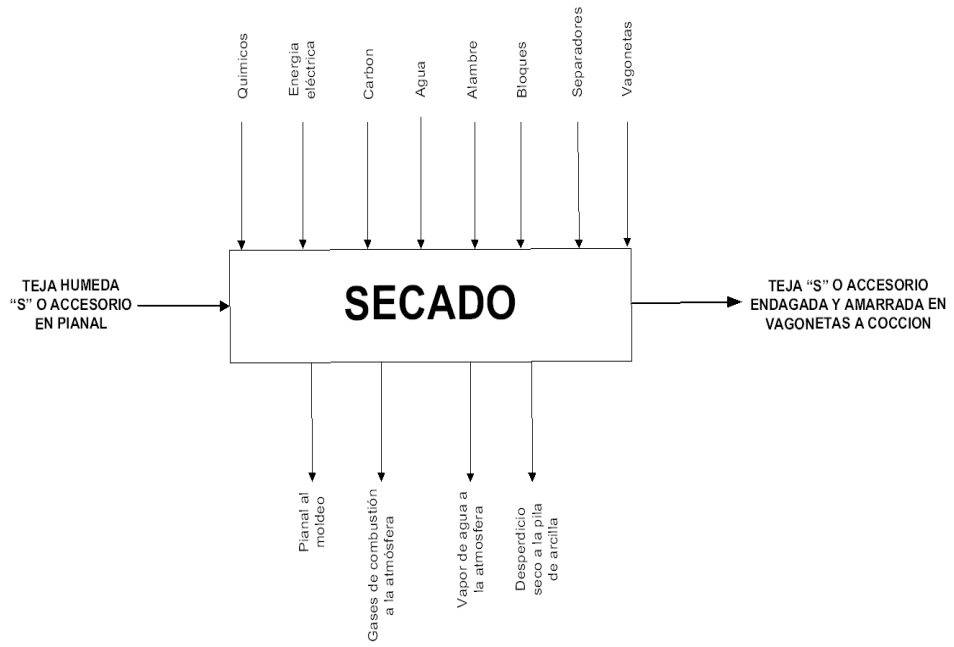 Quimicos
Energia
eléctrica
Carbon
Agua
Alambre
Bloques
Separadores
Vagonetas
TEJA HUMEDA
“S” O ACCESORIO
EN PIANAL
SECADO
TEJA “S” O ACCESORIO
ENDAGADA Y AMARRADA EN
VAGONETAS A COCCION
Pianal al
moldeo
Gases de combustión
a la atmósfera
Vapor de agua a
la atmosfera
Desperdicio
seco a la pila
de arcilla